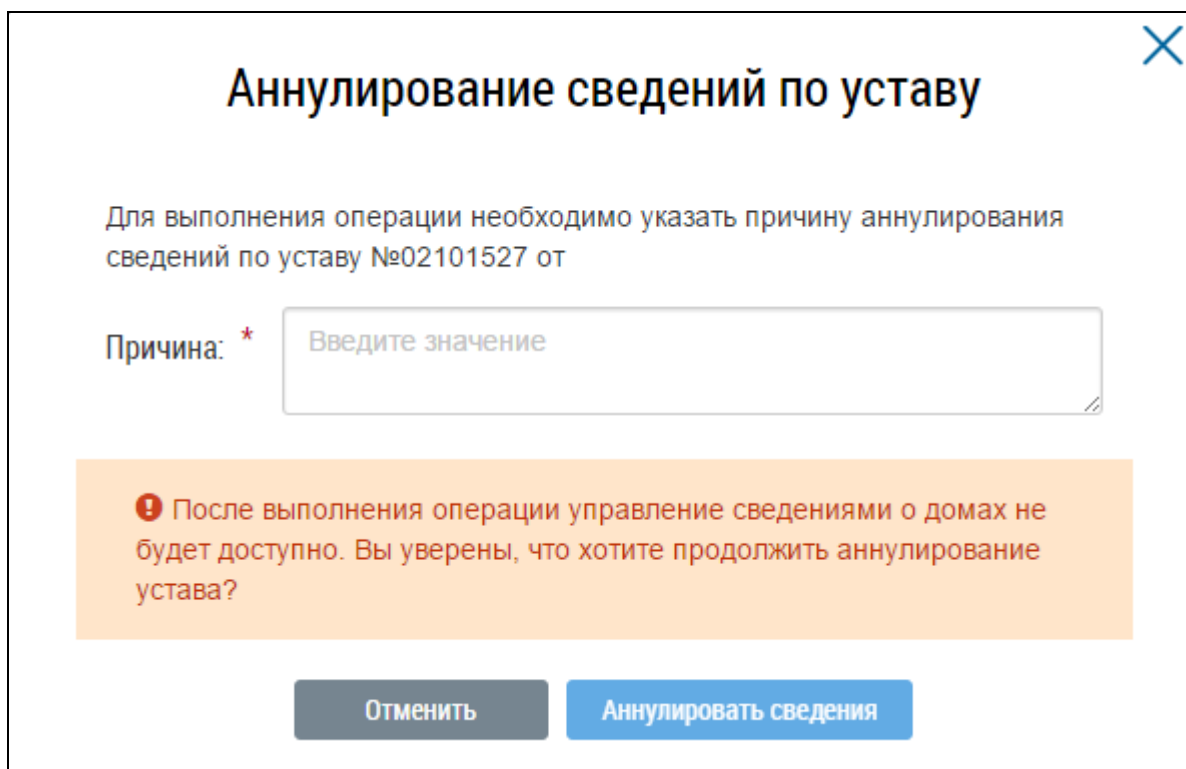 Аннулирование сведений по уставу
Для выполнения операции необходимо указать причину аннулирования
сведений по уставу №02101527 от
Причина: * Введите значение
После выполнения операции управление сведениями о домах не
будет доступно. Вы уверены, что хотите продолжить аннулирование
устава?
Отменить Аннулировать сведения